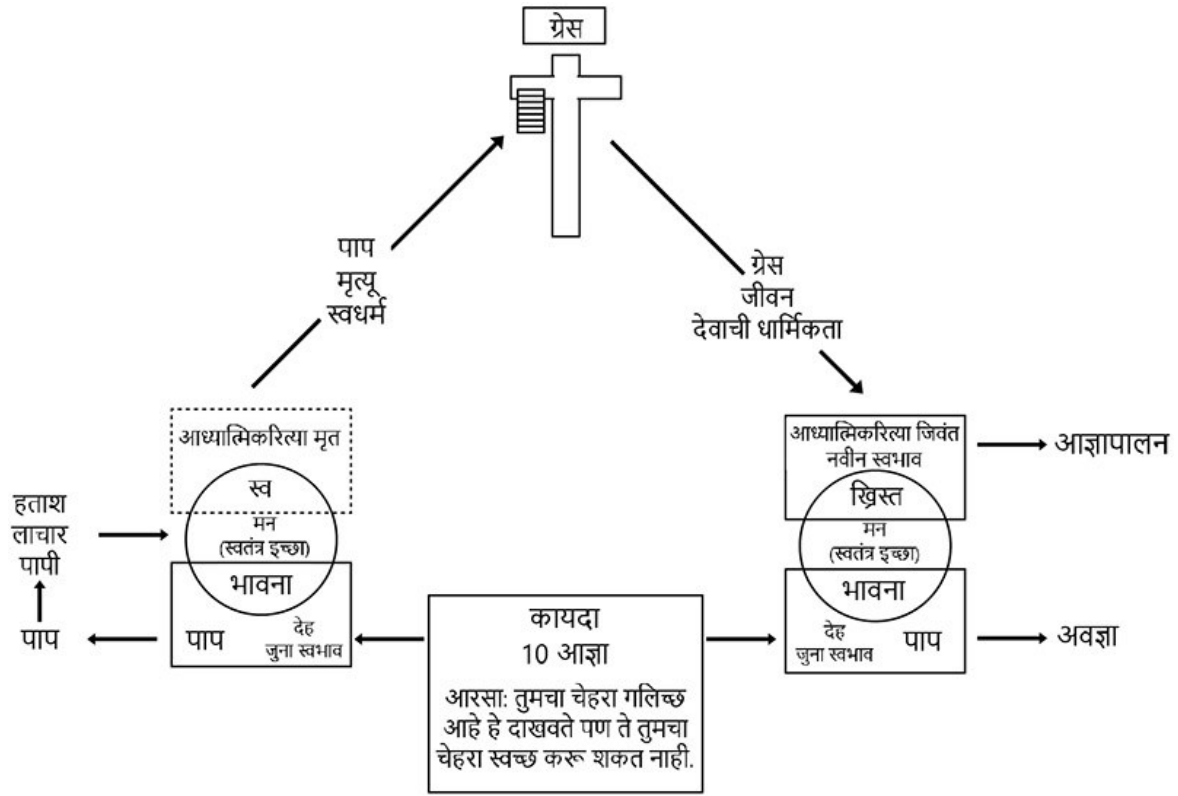 ग्रेस
पाप
मृत्यू
स्वधर्म
ग्रेस
जीवन
देवाची धार्मिकता
आध्यात्मिकरित्या मृत
स्व
मन
(स्वतंत्र इच्छा)
भावना
पाप
देह
जुना स्वभाव
हताश
लाचार
पापी
पाप
कायदा
10 आज्ञा
आरसा: तुमचा चेहरा गलिच्छ
आहे हे दाखवते पण ते तुमचा
चेहरा स्वच्छ करू शकत नाही.
आध्यात्मिकरित्या जिवंत
नवीन स्वभाव
ख्रिस्त
मन
(स्वतंत्र इच्छा)
भावना
देह
जुना स्वभाव
पाप
आज्ञापालन
अवज्ञा